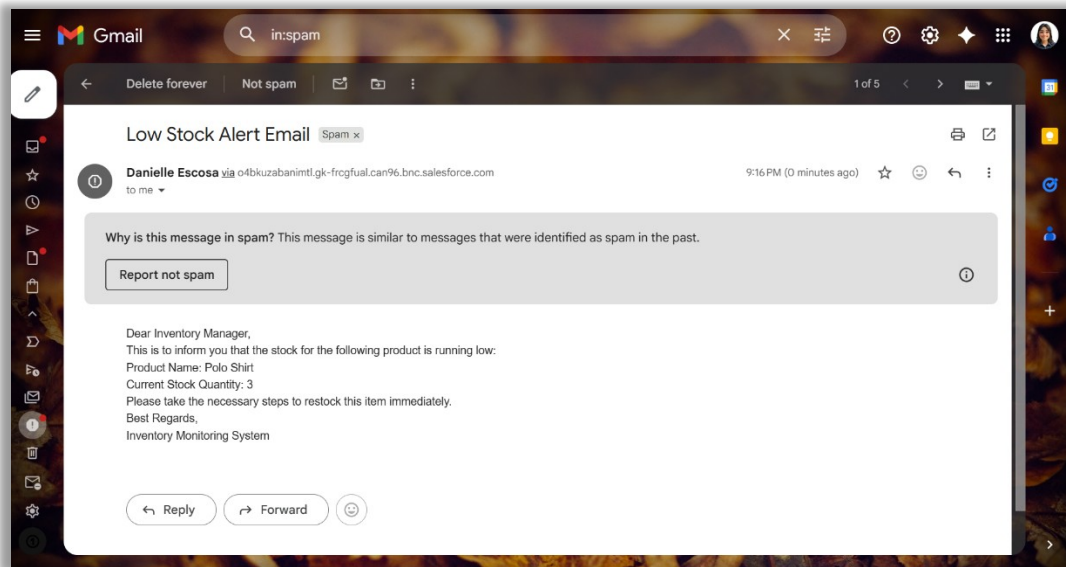 Gmail
in:spam
Delete forever
Not spam
1 of 5
Low Stock Alert Email
Spam ×
Danielle Escosa via o4bkuzabanimtl.gk-frcgfual.can96.bnc.salesforce.com
9:16 PM (0 minutes ago)
to me
Why is this message in spam? This message is similar to messages that were identified as spam in the past.
Report not spam
Dear Inventory Manager,
This is to inform you that the stock for the following product is running low:
Product Name: Polo Shirt
Current Stock Quantity: 3
Please take the necessary steps to restock this item immediately.
Best Regards,
Inventory Monitoring System
Reply
Forward
31